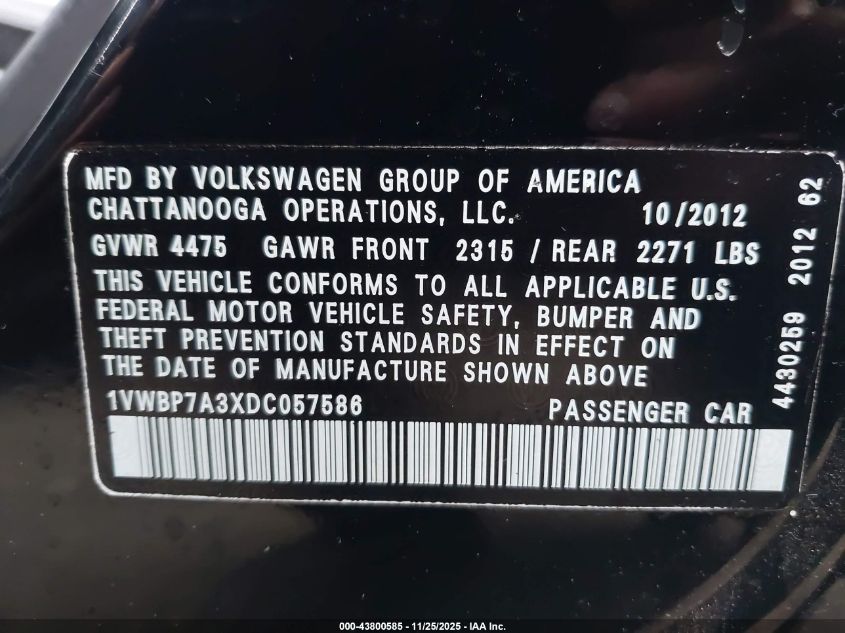 MFD BY VOLKSWAGEN GROUP OF AMERICA
CHATTANOOGA OPERATIONS, LLC. 10/2012
GVWR 4475 GAWR FRONT 2315 / REAR 2271 LBS
THIS VEHICLE CONFORMS TO ALL APPLICABLE U.S.
FEDERAL MOTOR VEHICLE SAFETY, BUMPER AND
THEFT PREVENTION STANDARDS IN EFFECT ON
THE DATE OF MANUFACTURE SHOWN ABOVE
1VWBP7A3XDC057586 PASSENGER CAR
4430259 2012 62
000-43800585 - 11/25/2025 - IAA Inc.